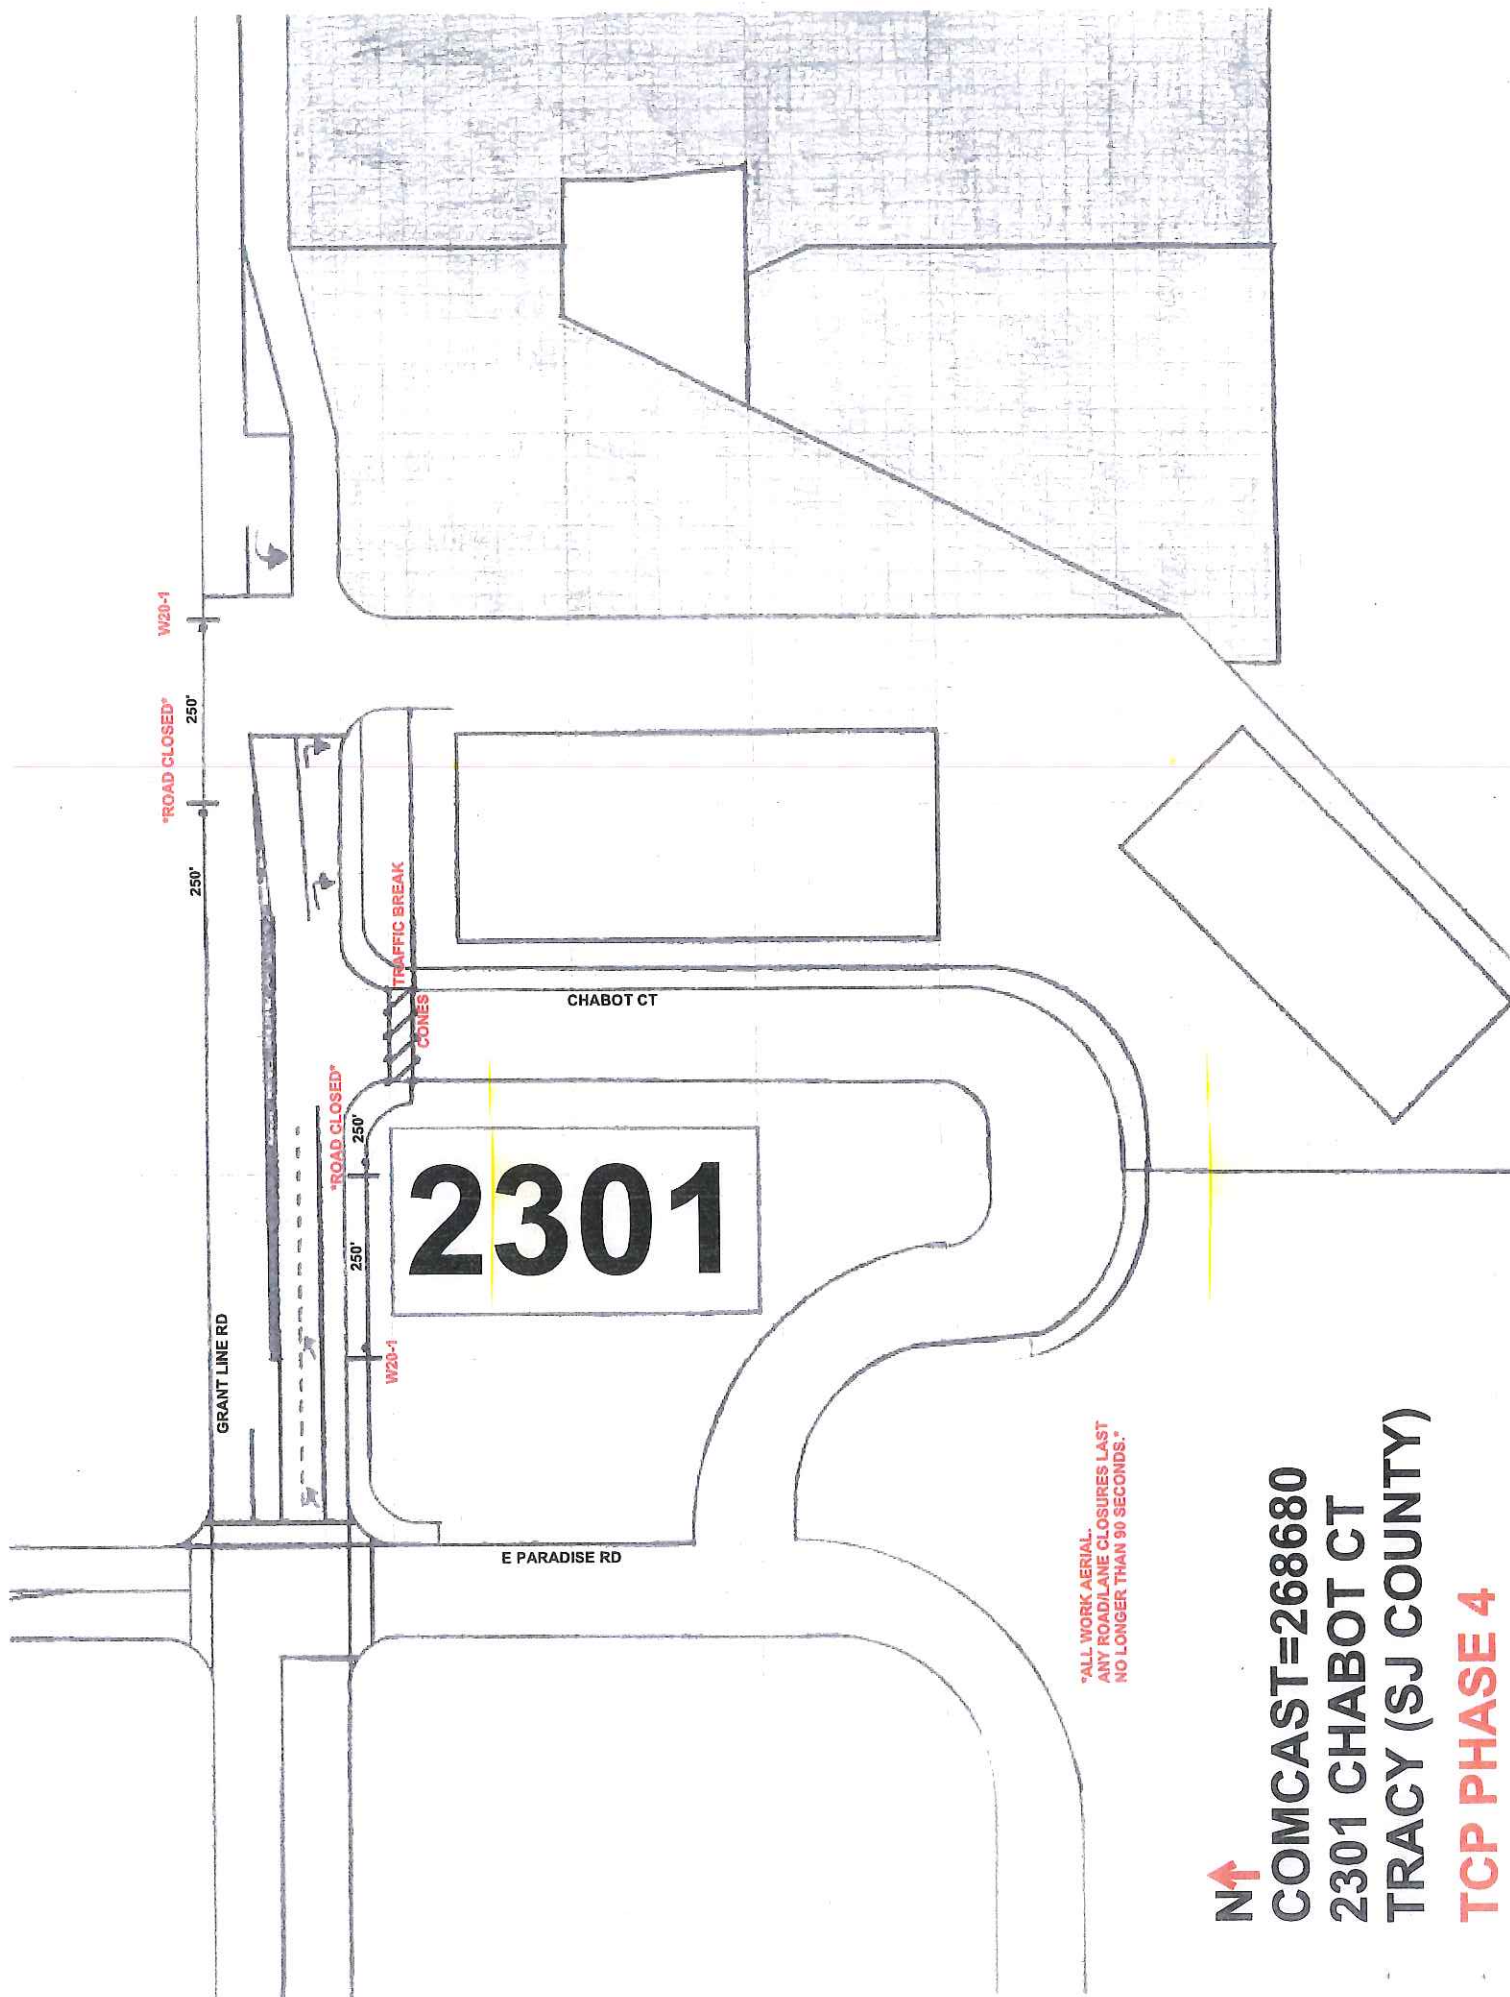 W20-1
*ROAD CLOSED*
250'
250'
GRANT LINE RD
TRAFFIC BREAK
CONES
*ROAD CLOSED*
250'
250'
W20-1
CHABOT CT
2301
E PARADISE RD
*ALL WORK AERIAL.
ANY ROAD/LANE CLOSURES LAST
NO LONGER THAN 90 SECONDS.*
N
COMCAST=268680
2301 CHABOT CT
TRACY (SJ COUNTY)
TCP PHASE 4